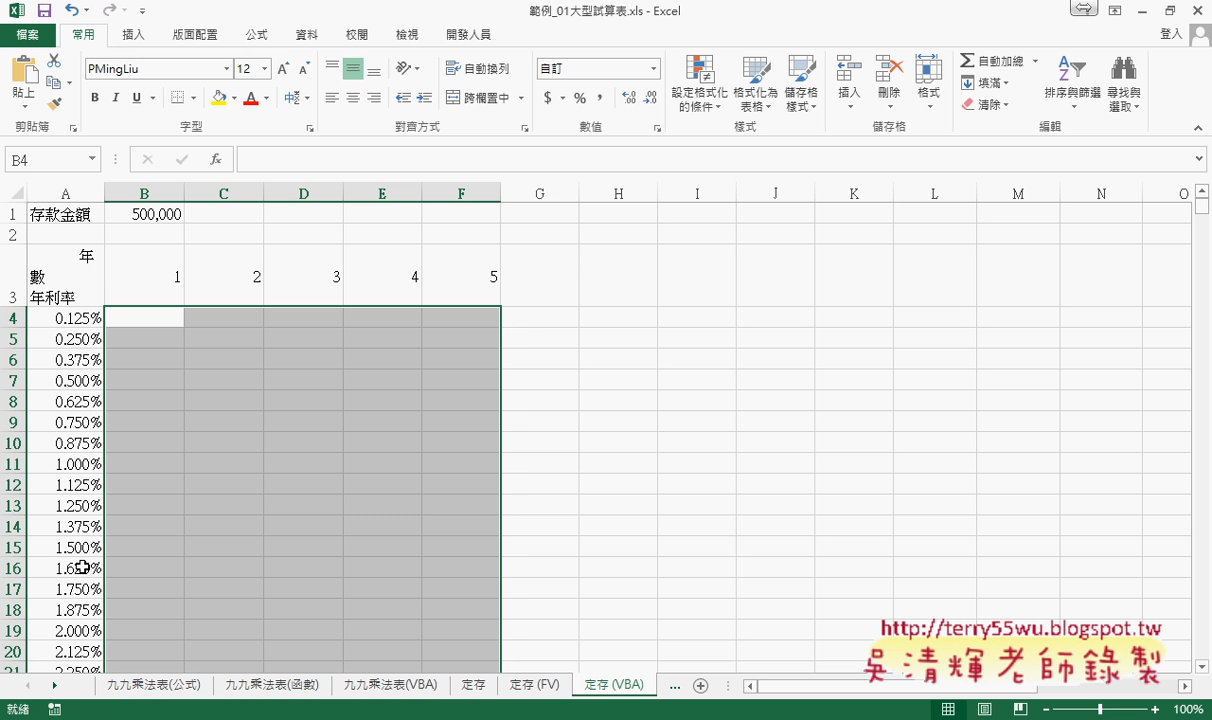 範例_01大型試算表.xls - Excel
檔案 常用 插入 版面配置 公式 資料 校閱 檢視 開發人員 登入
PMingLiu 12 自動換列 自訂 自動加總
貼上 B I U 跨欄置中 $ % 設定格式化的條件 格式化為表格 儲存格樣式 插入 刪除 格式 填滿 清除 排序與篩選 尋找與選取
剪貼簿 字型 對齊方式 數值 樣式 儲存格 編輯
B4 fx
A B C D E F G H I J K L M N O
1 存款金額 500,000
2
年
數 1 2 3 4 5
3 年利率
4 0.125%
5 0.250%
6 0.375%
7 0.500%
8 0.625%
9 0.750%
10 0.875%
11 1.000%
12 1.125%
13 1.250%
14 1.375%
15 1.500%
16
17 1.750%
18 1.875%
19 2.000%
20 2.125%
21 2.250%
http://terry55wu.blogspot.tw
吳清輝老師錄製
九九乘法表(公式) 九九乘法表(函數) 九九乘法表(VBA) 定存 定存 (FV) 定存 (VBA) ...
就緒 100%